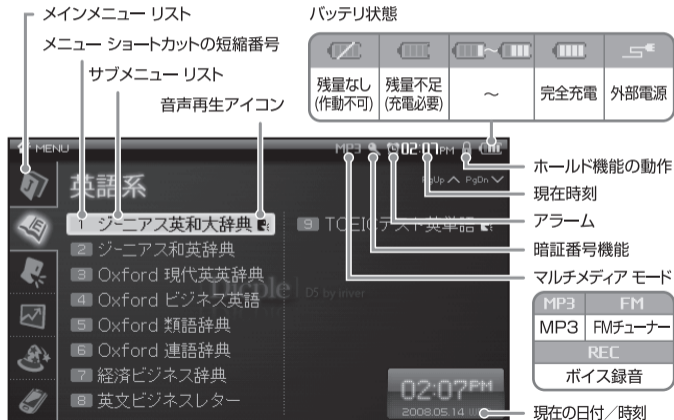 メインメニュー リスト
メニュー ショートカットの短縮番号
サブメニュー リスト
音声再生アイコン
バッテリ状態
残量なし
(作動不可)
残量不足
(充電必要)
～
～
完全充電
外部電源
MENU
MP3
02:07PM
英語系
PgUp PgDn
1 ジーニアス英和大辞典
2 ジーニアス和英辞典
3 Oxford 現代英英辞典
4 Oxford ビジネス英語
5 Oxford 類語辞典
6 Oxford 連語辞典
7 経済ビジネス辞典
8 英文ビジネスレター
9 TOEICテスト英単語
Dicple D5 by iriver
02:07PM
2008.05.14
ホールド機能の動作
現在時刻
アラーム
暗証番号機能
マルチメディア モード
MP3 FM
MP3 FMチューナー
REC
ボイス録音
現在の日付／時刻